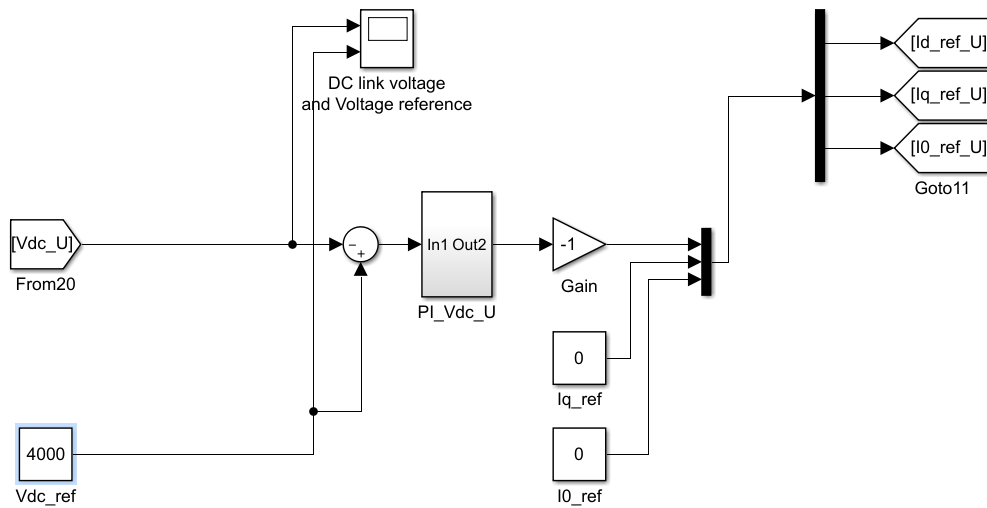 DC link voltage
and Voltage reference
[Id_ref_U]
[Iq_ref_U]
[I0_ref_U]
Goto11
[Vdc_U]
From20
−
+
In1 Out2
PI_Vdc_U
-1
Gain
0
Iq_ref
4000
Vdc_ref
0
I0_ref